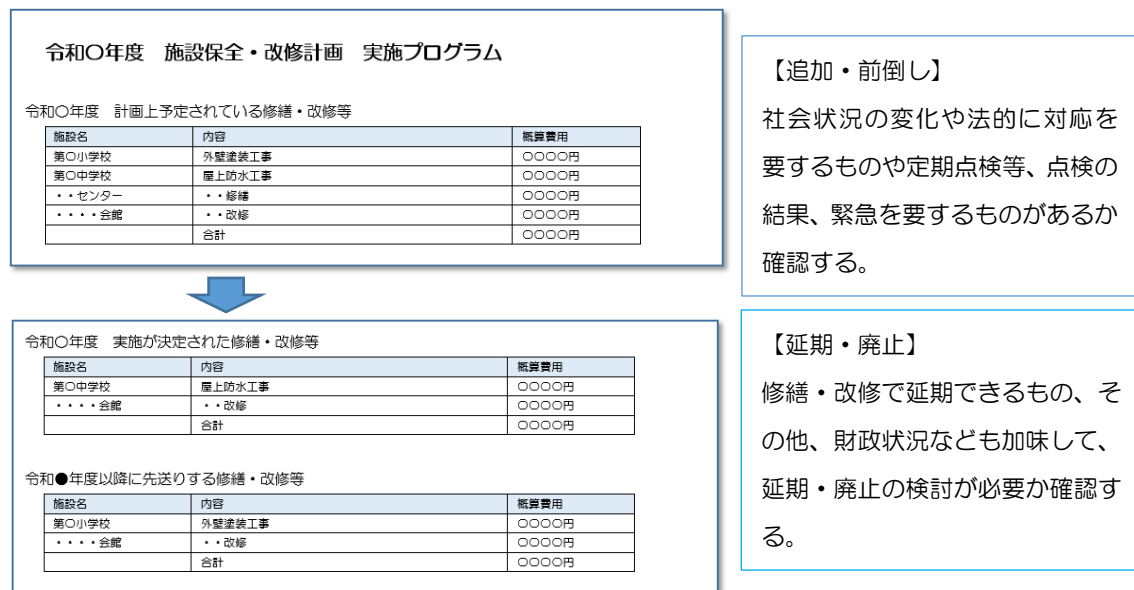 令和〇年度　施設保全・改修計画　実施プログラム
令和〇年度　計画上予定されている修繕・改修等
施設名　内容　概算費用
第〇小学校　外壁塗装工事　〇〇〇〇円
第〇中学校　屋上防水工事　〇〇〇〇円
・・センター　・・修繕　〇〇〇〇円
・・・・会館　・・改修　〇〇〇〇円
合計　〇〇〇〇円
令和〇年度　実施が決定された修繕・改修等
施設名　内容　概算費用
第〇中学校　屋上防水工事　〇〇〇〇円
・・・・会館　・・改修　〇〇〇〇円
合計　〇〇〇〇円
令和●年度以降に先送りする修繕・改修等
施設名　内容　概算費用
第〇小学校　外壁塗装工事　〇〇〇〇円
・・・・会館　・・改修　〇〇〇〇円
合計　〇〇〇〇円
【追加・前倒し】
社会状況の変化や法的に対応を
要するものや定期点検等、点検の
結果、緊急を要するものがあるか
確認する。
【延期・廃止】
修繕・改修で延期できるもの、そ
の他、財政状況なども加味して、
延期・廃止の検討が必要か確認す
る。